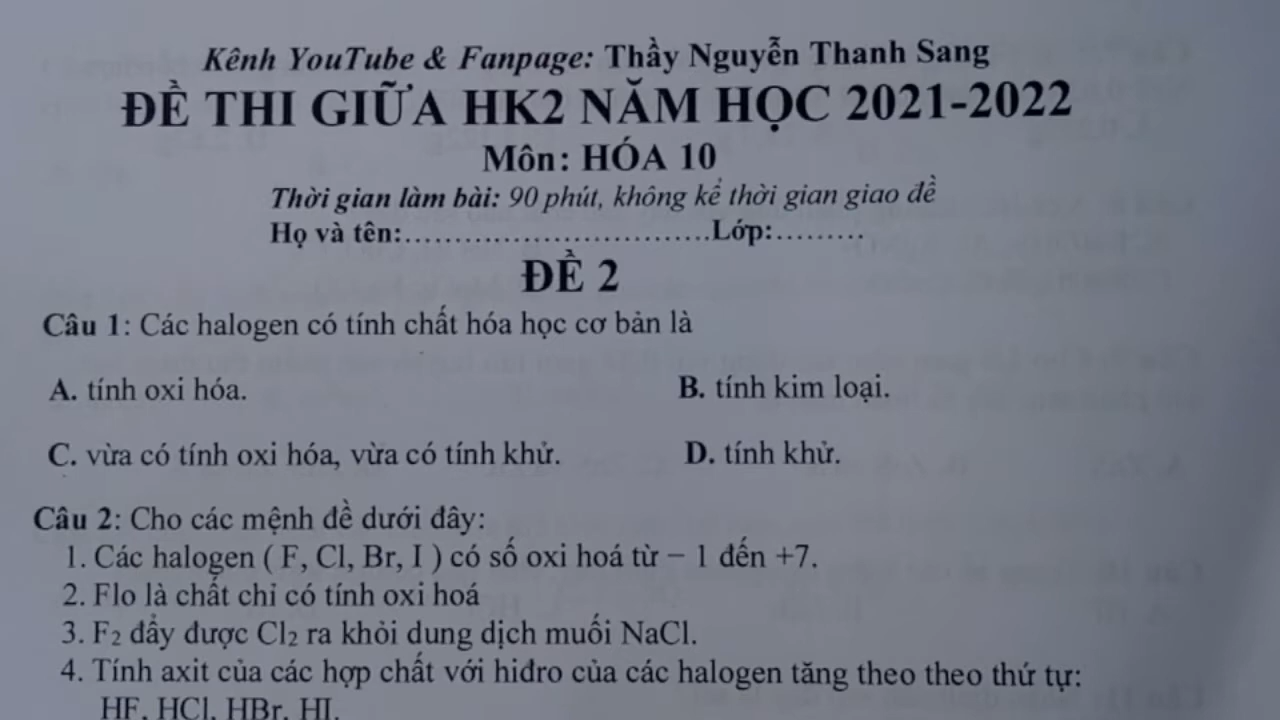 Kênh YouTube & Fanpage: Thầy Nguyễn Thanh Sang
ĐỀ THI GIỮA HK2 NĂM HỌC 2021-2022
Môn: HÓA 10
Thời gian làm bài: 90 phút, không kể thời gian giao đề
Họ và tên:................................Lớp:.........
ĐỀ 2
Câu 1: Các halogen có tính chất hóa học cơ bản là
A. tính oxi hóa. B. tính kim loại.
C. vừa có tính oxi hóa, vừa có tính khử. D. tính khử.
Câu 2: Cho các mệnh đề dưới đây:
1. Các halogen ( F, Cl, Br, I ) có số oxi hoá từ − 1 đến +7.
2. Flo là chất chỉ có tính oxi hoá
3. F₂ đẩy được Cl₂ ra khỏi dung dịch muối NaCl.
4. Tính axit của các hợp chất với hiđro của các halogen tăng theo theo thứ tự:
HF, HCl, HBr, HI.